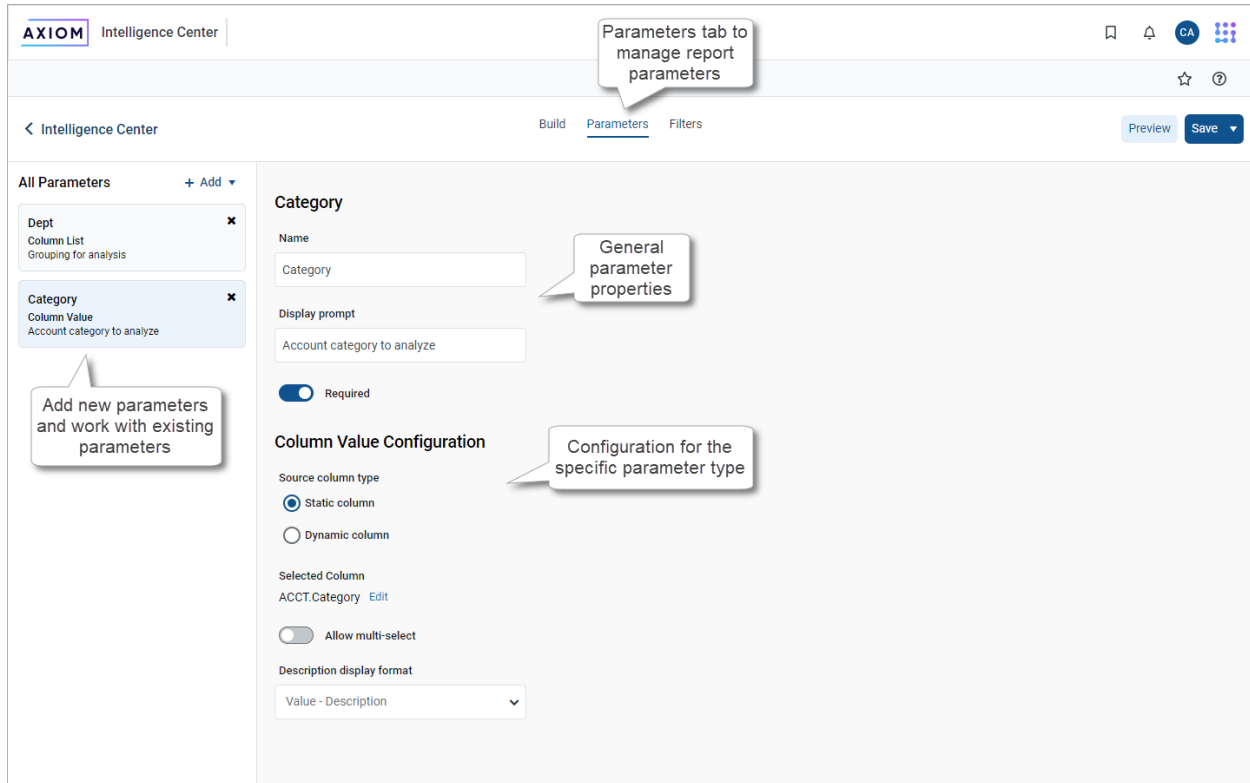 AXIOM Intelligence Center
CA
Parameters tab to
manage report
parameters
Intelligence Center
Build Parameters Filters
Preview Save
All Parameters + Add
Dept
Column List
Grouping for analysis
Category
Column Value
Account category to analyze
Add new parameters
and work with existing
parameters
Category
Name
Category
General
parameter
properties
Display prompt
Account category to analyze
Required
Column Value Configuration
Configuration for the
specific parameter type
Source column type
Static column
Dynamic column
Selected Column
ACCT.Category Edit
Allow multi-select
Description display format
Value - Description